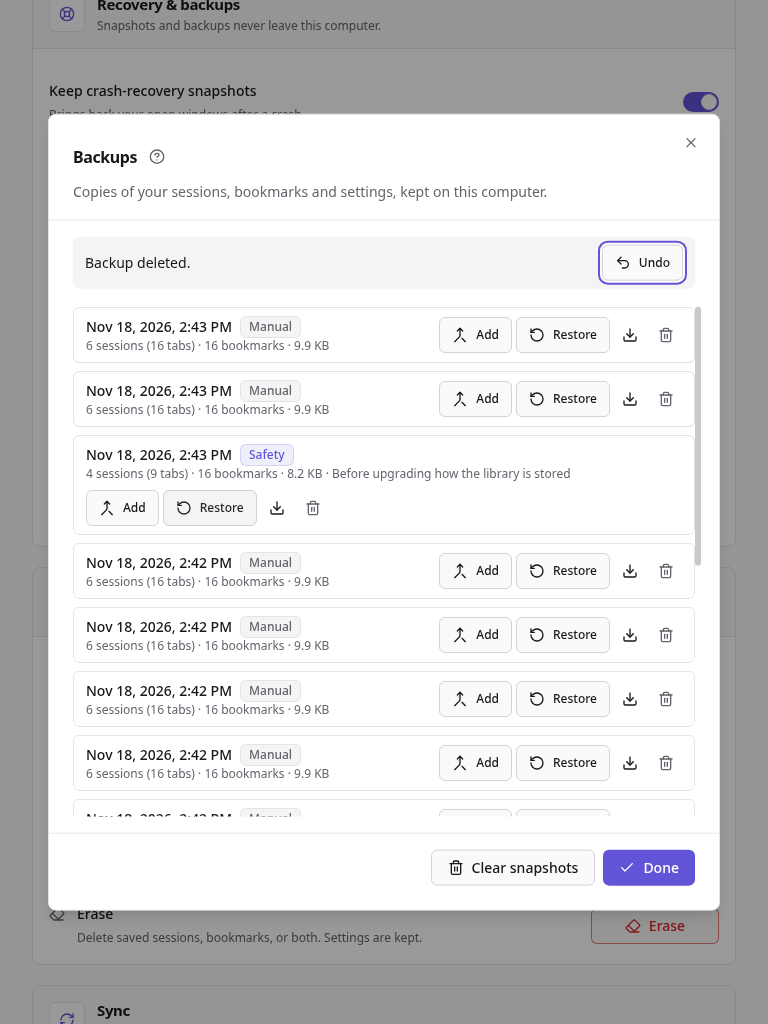 Recovery & backups
Snapshots and backups never leave this computer.
Keep crash-recovery snapshots
Brings back your open windows after a crash
Backups
Copies of your sessions, bookmarks and settings, kept on this computer.
Backup deleted.
Undo
Nov 18, 2026, 2:43 PM Manual
6 sessions (16 tabs) · 16 bookmarks · 9.9 KB
Add Restore
Nov 18, 2026, 2:43 PM Manual
6 sessions (16 tabs) · 16 bookmarks · 9.9 KB
Add Restore
Nov 18, 2026, 2:43 PM Safety
4 sessions (9 tabs) · 16 bookmarks · 8.2 KB · Before upgrading how the library is stored
Add Restore
Nov 18, 2026, 2:42 PM Manual
6 sessions (16 tabs) · 16 bookmarks · 9.9 KB
Add Restore
Nov 18, 2026, 2:42 PM Manual
6 sessions (16 tabs) · 16 bookmarks · 9.9 KB
Add Restore
Nov 18, 2026, 2:42 PM Manual
6 sessions (16 tabs) · 16 bookmarks · 9.9 KB
Add Restore
Nov 18, 2026, 2:42 PM Manual
6 sessions (16 tabs) · 16 bookmarks · 9.9 KB
Add Restore
Clear snapshots Done
Erase
Delete saved sessions, bookmarks, or both. Settings are kept.
Erase
Sync